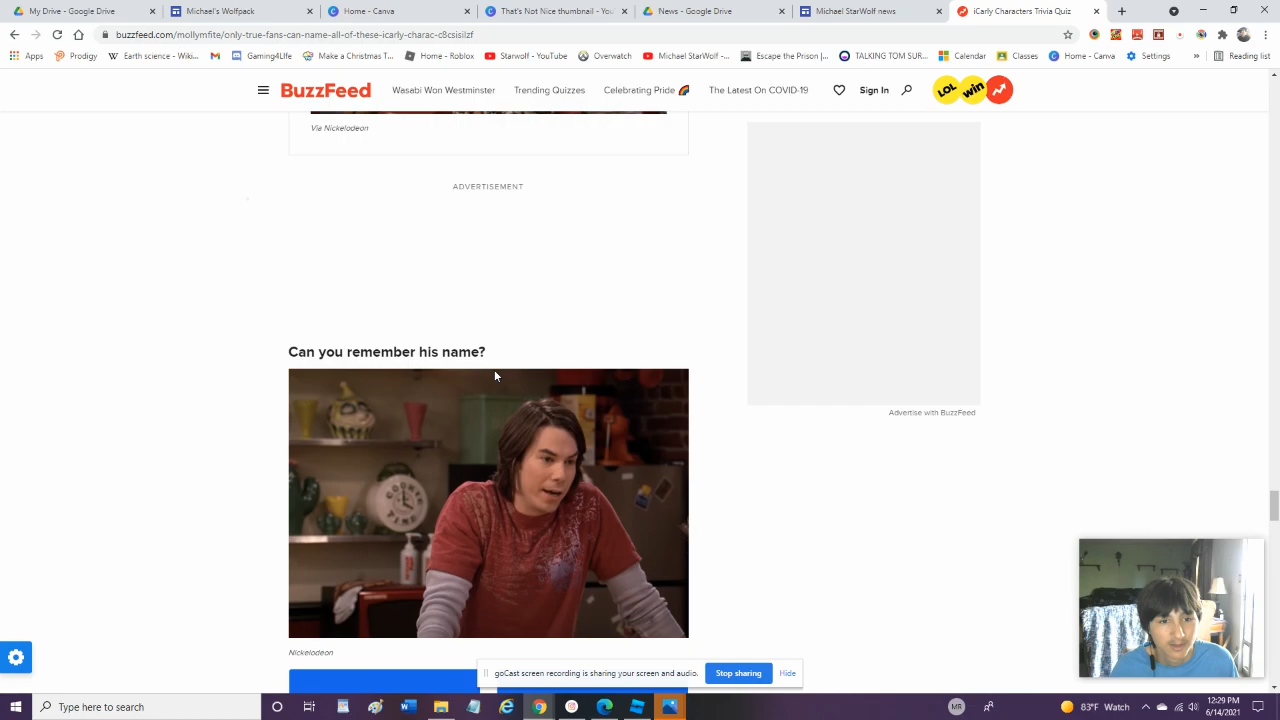 My Drive - Google Drive
Michael's Wolfpack
Home - Canva
Not nice thumbnail - You
News - Google Drive
Michael StarWolf news
iCarly Characters Trivia Quiz
buzzfeed.com/mollymfite/only-true-fans-can-name-all-of-these-icarly-charac-c8csislzf
Apps
Prodigy
Earth science - Wiki...
Gaming4Life
Make a Christmas T...
Home - Roblox
Starwolf - YouTube
Overwatch
Michael StarWolf -...
Escape the Prison |...
TALKING TOM SUR...
Calendar
Classes
Home - Canva
Settings
»
Reading list
BuzzFeed
Wasabi Won Westminster
Trending Quizzes
Celebrating Pride
The Latest On COVID-19
Sign In
LOL
win
Via Nickelodeon
ADVERTISEMENT
Can you remember his name?
Advertise with BuzzFeed
Nickelodeon
goCast screen recording is sharing your screen and audio.
Stop sharing
Hide
Type here to search
MR
83°F Watch
12:29 PM
6/14/2021